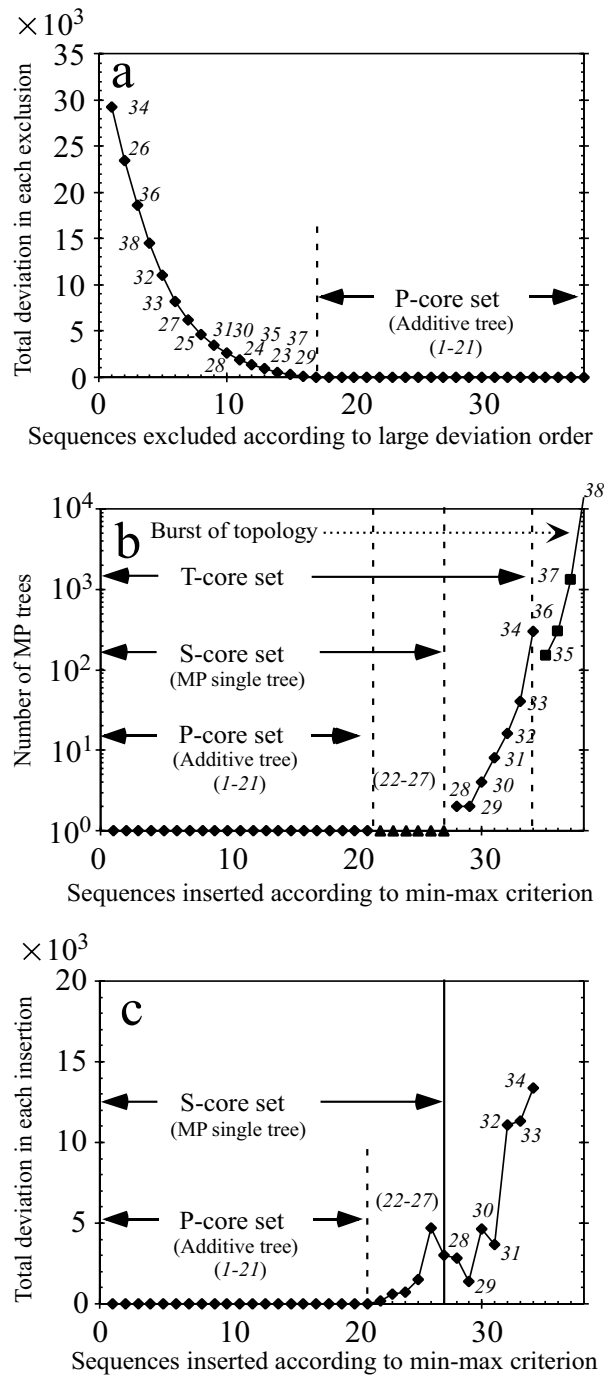 ×10³
a
35
30
25
20
15
10
5
0
Total deviation in each exclusion
34
26
36
38
32
33
27
25
31 30 35 37
28 24 23 29
P-core set
(Additive tree)
(1-21)
0 10 20 30
Sequences excluded according to large deviation order
b
10⁴
10³
10²
10¹
10⁰
Number of MP trees
Burst of topology
T-core set
S-core set
(MP single tree)
P-core set
(Additive tree)
(1-21)
(22-27)
38
37
36
34
35
33
32
31
28
30
29
0 10 20 30
Sequences inserted according to min-max criterion
×10³
c
20
15
10
5
0
Total deviation in each insertion
S-core set
(MP single tree)
P-core set
(Additive tree)
(1-21)
(22-27)
34
32
33
30
28
31
29
0 10 20 30
Sequences inserted according to min-max criterion